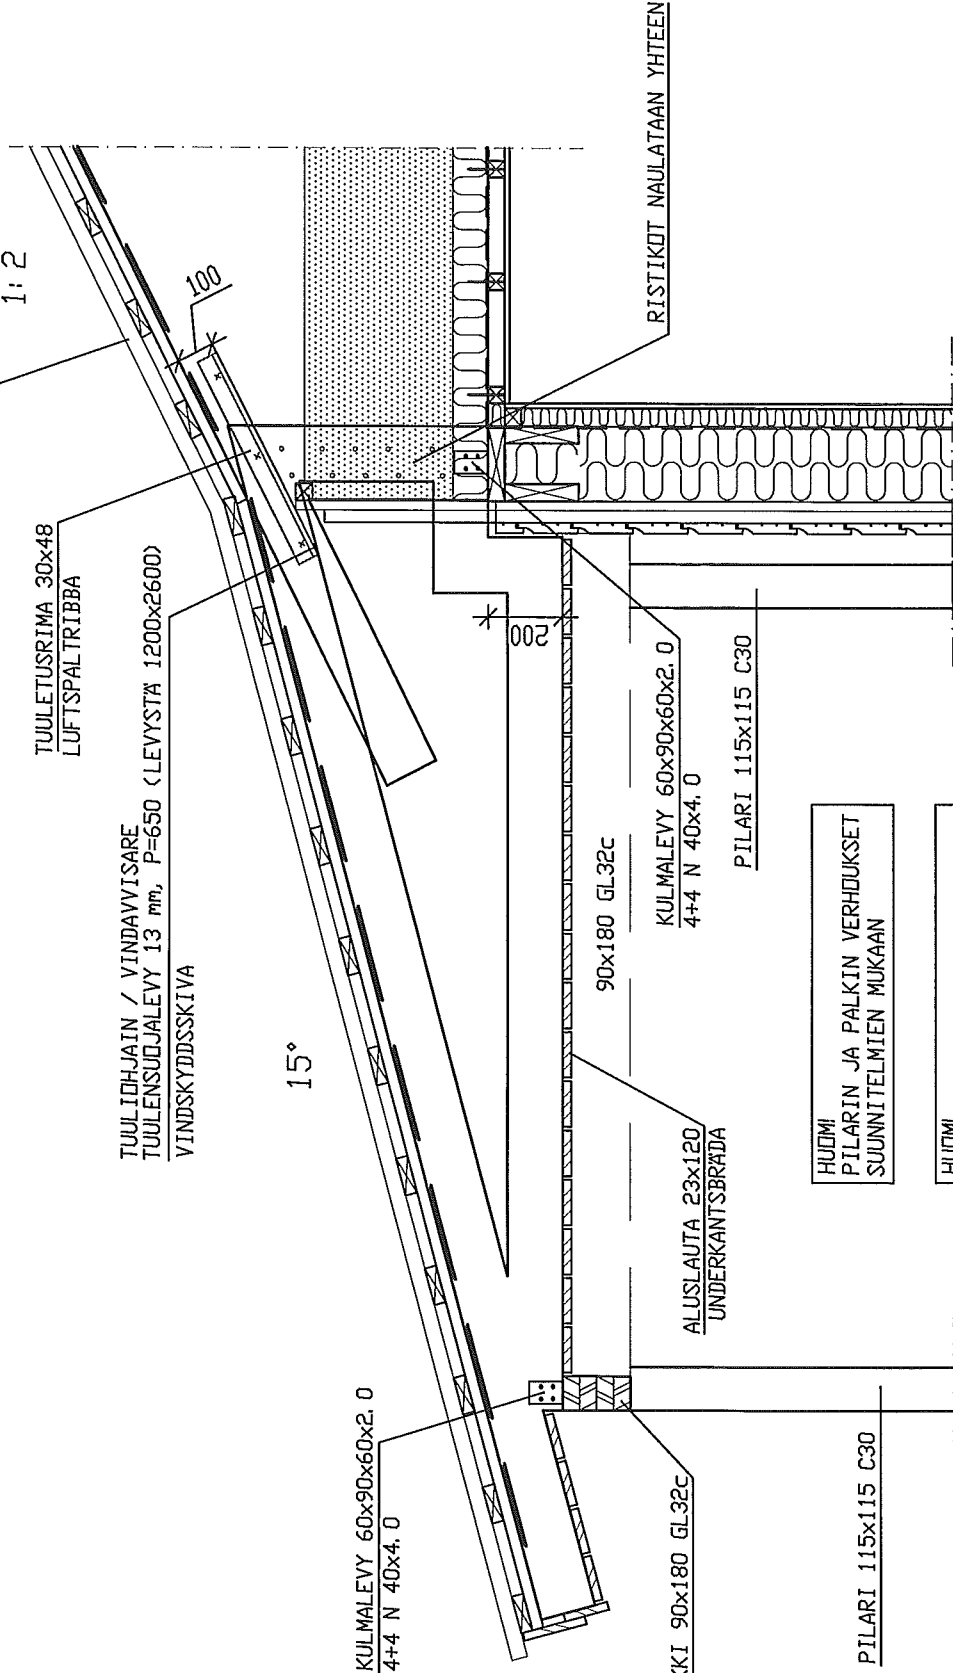 1:2
100
RISTIKOT NAULATAAN YHTEEN
TUULETUSRIMA 30x48
LUFTSPALTRIBBA
TUULIOHJAIN / VINDAVVISARE
TUULENSUOJALEVY 13 mm, P=650 (LEVYSTÄ 1200x2600)
VINDSKYDDSSKIVA
15°
200
KULMALEVY 60x90x60x2.0
4+4 N 40x4.0
PILARI 115x115 C30
90x180 GL32c
ALUSLAUTA 23x120
UNDERKANTSBRÄDA
HUOM!
PILARIN JA PALKIN VERHOUKSET
SUUNNITELMIEN MUKAAN
HUOM!
KULMALEVY 60x90x60x2.0
4+4 N 40x4.0
KKI 90x180 GL32c
PILARI 115x115 C30